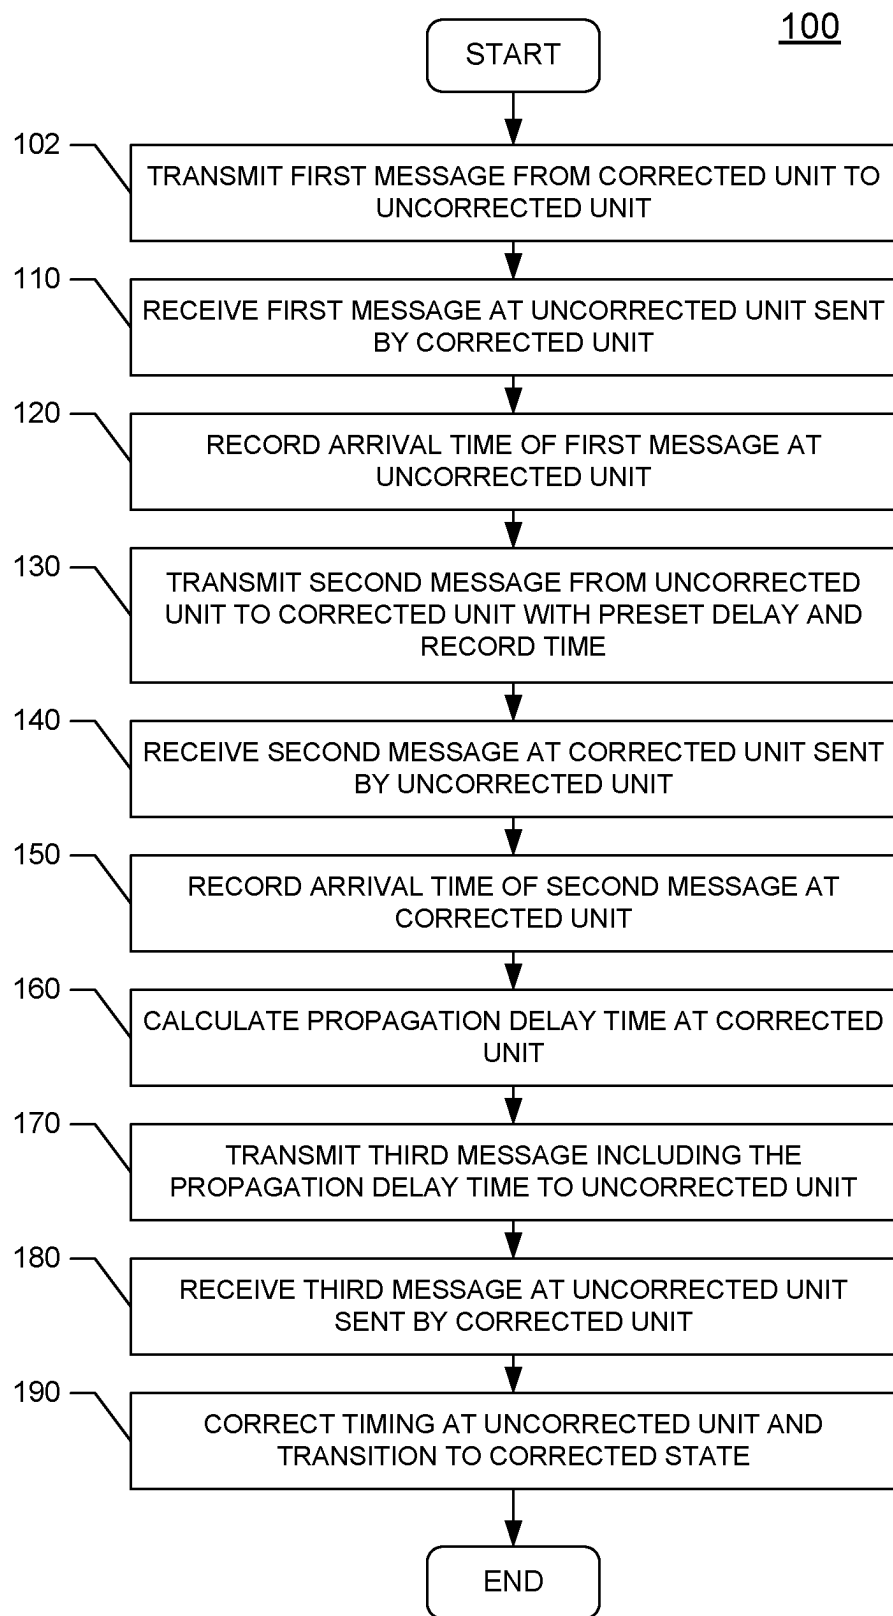 100
START
102
TRANSMIT FIRST MESSAGE FROM CORRECTED UNIT TO
UNCORRECTED UNIT
110
RECEIVE FIRST MESSAGE AT UNCORRECTED UNIT SENT
BY CORRECTED UNIT
120
RECORD ARRIVAL TIME OF FIRST MESSAGE AT
UNCORRECTED UNIT
130
TRANSMIT SECOND MESSAGE FROM UNCORRECTED
UNIT TO CORRECTED UNIT WITH PRESET DELAY AND
RECORD TIME
140
RECEIVE SECOND MESSAGE AT CORRECTED UNIT SENT
BY UNCORRECTED UNIT
150
RECORD ARRIVAL TIME OF SECOND MESSAGE AT
CORRECTED UNIT
160
CALCULATE PROPAGATION DELAY TIME AT CORRECTED
UNIT
170
TRANSMIT THIRD MESSAGE INCLUDING THE
PROPAGATION DELAY TIME TO UNCORRECTED UNIT
180
RECEIVE THIRD MESSAGE AT UNCORRECTED UNIT
SENT BY CORRECTED UNIT
190
CORRECT TIMING AT UNCORRECTED UNIT AND
TRANSITION TO CORRECTED STATE
END